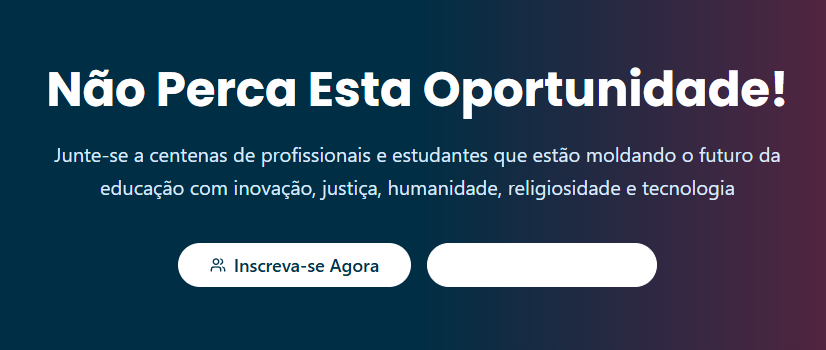 Não Perca Esta Oportunidade!
Junte-se a centenas de profissionais e estudantes que estão moldando o futuro da
educação com inovação, justiça, humanidade, religiosidade e tecnologia
Inscreva-se Agora